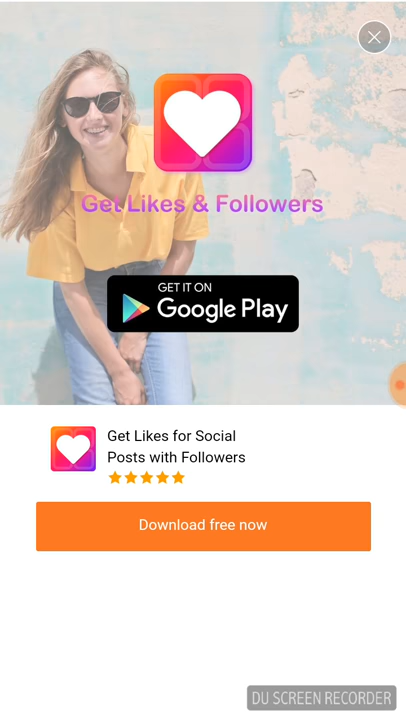 Get Likes & Followers
GET IT ON
Google Play
Get Likes for Social
Posts with Followers
Download free now
DU SCREEN RECORDER